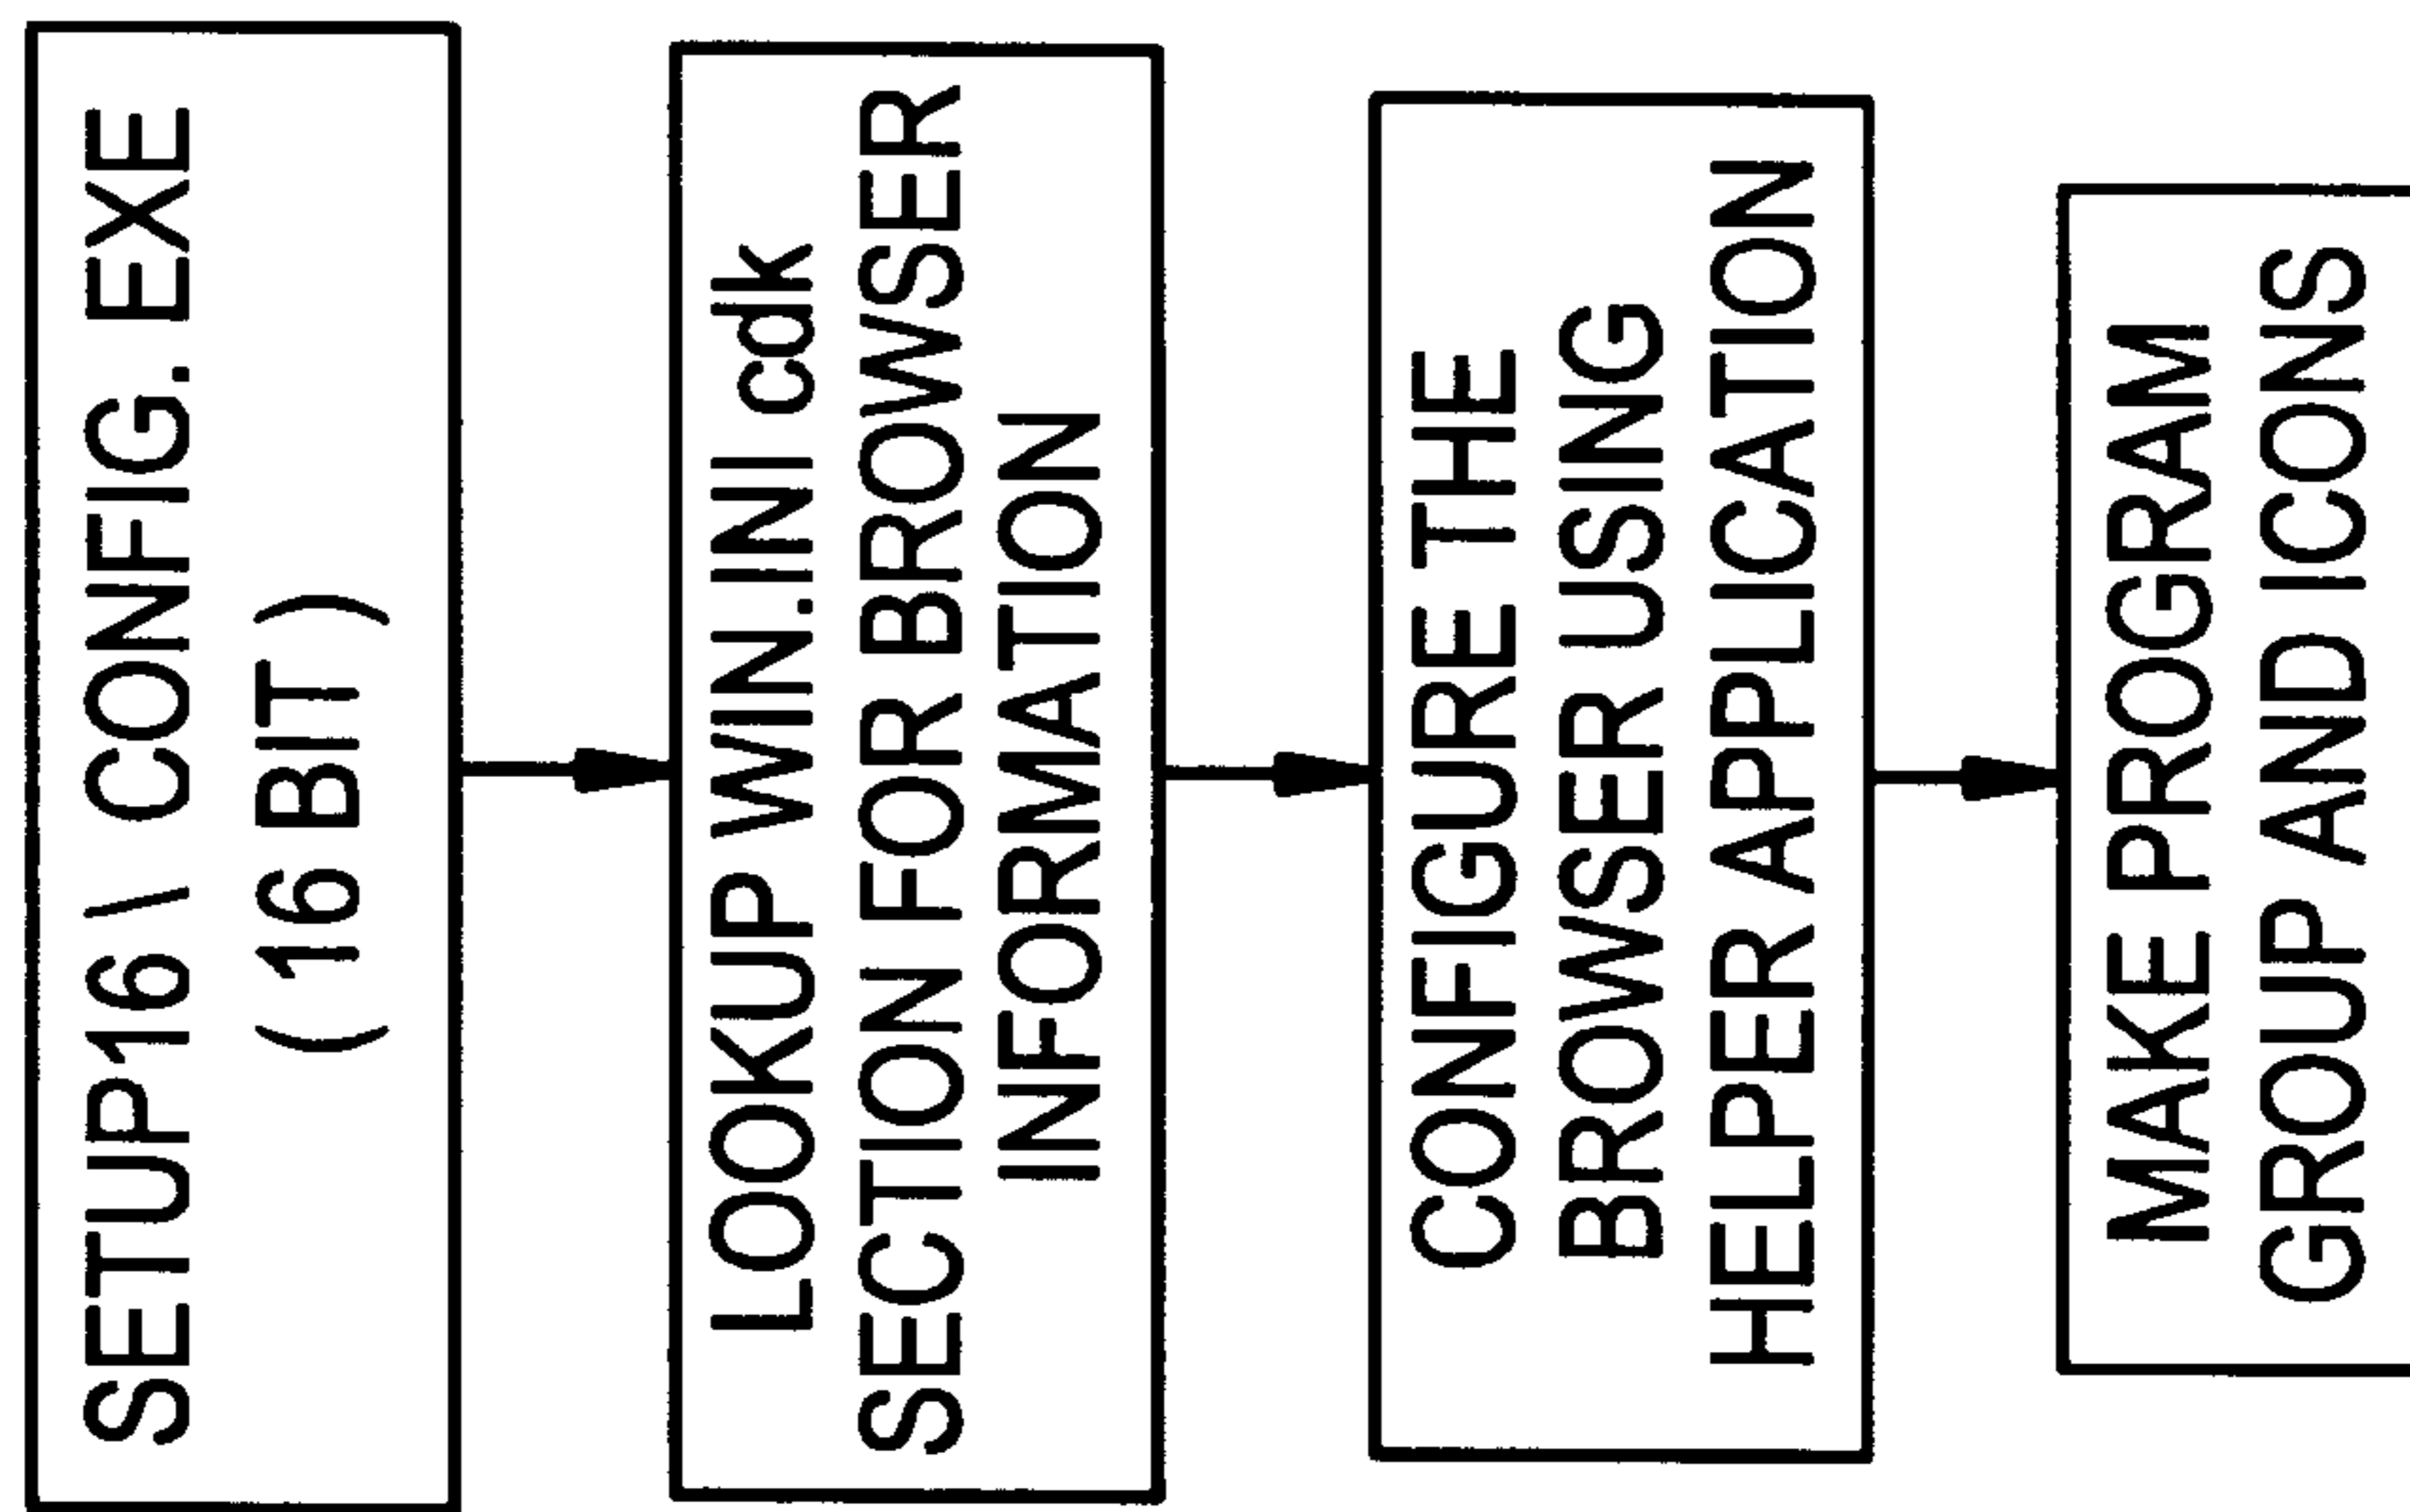 SETUP16 \ CONFIG. EXE
( 16 BIT )
LOOKUP WIN.INI cdk
SECTION FOR BROWSER
INFORMATION
CONFIGURE THE
BROWSER USING
HELPER APPLICATION
MAKE PROGRAM
GROUP AND ICONS